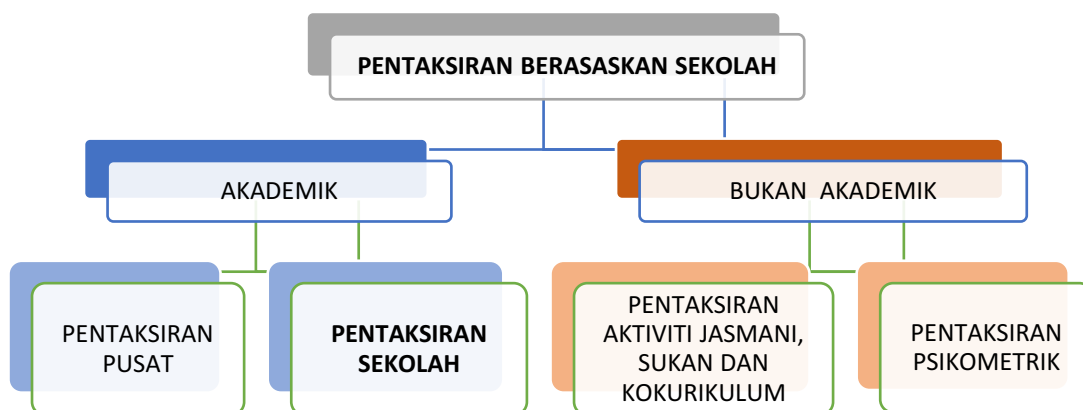 PENTAKSIRAN BERASASKAN SEKOLAH
AKADEMIK
BUKAN AKADEMIK
PENTAKSIRAN
PUSAT
PENTAKSIRAN
SEKOLAH
PENTAKSIRAN
AKTIVITI JASMANI,
SUKAN DAN
KOKURIKULUM
PENTAKSIRAN
PSIKOMETRIK